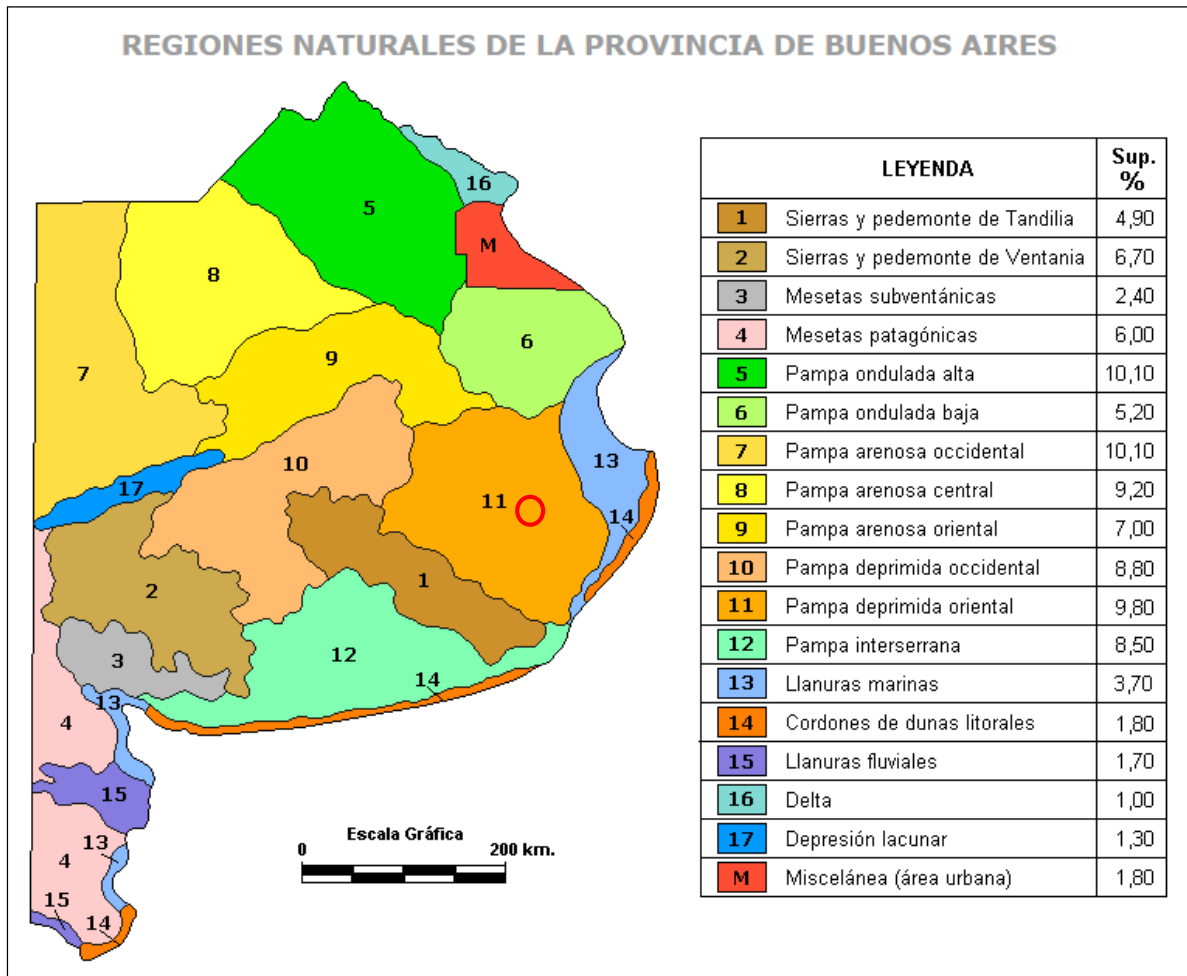 REGIONES NATURALES DE LA PROVINCIA DE BUENOS AIRES
16
5
M
8
6
9
7
13
10
17
11
14
1
2
12
3
14
13
4
15
13
4
15
14
Escala Gráfica
0 200 km.
LEYENDA Sup. %
1 Sierras y pedemonte de Tandilia 4,90
2 Sierras y pedemonte de Ventania 6,70
3 Mesetas subventánicas 2,40
4 Mesetas patagónicas 6,00
5 Pampa ondulada alta 10,10
6 Pampa ondulada baja 5,20
7 Pampa arenosa occidental 10,10
8 Pampa arenosa central 9,20
9 Pampa arenosa oriental 7,00
10 Pampa deprimida occidental 8,80
11 Pampa deprimida oriental 9,80
12 Pampa interserrana 8,50
13 Llanuras marinas 3,70
14 Cordones de dunas litorales 1,80
15 Llanuras fluviales 1,70
16 Delta 1,00
17 Depresión lacunar 1,30
M Miscelánea (área urbana) 1,80